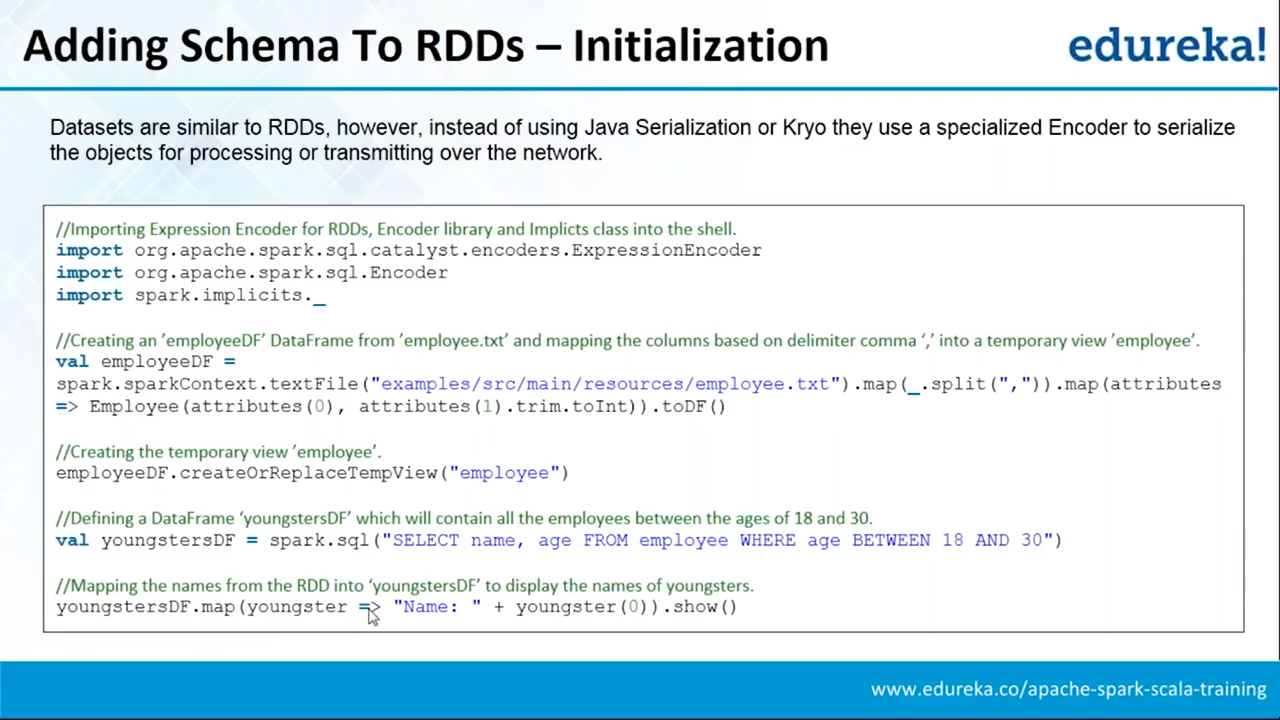 Adding Schema To RDDs – Initialization
edureka!
Datasets are similar to RDDs, however, instead of using Java Serialization or Kryo they use a specialized Encoder to serialize
the objects for processing or transmitting over the network.
//Importing Expression Encoder for RDDs, Encoder library and Implicts class into the shell.
import org.apache.spark.sql.catalyst.encoders.ExpressionEncoder
import org.apache.spark.sql.Encoder
import spark.implicits._
//Creating an 'employeeDF’ DataFrame from ’employee.txt’ and mapping the columns based on delimiter comma ‘,’ into a temporary view ’employee’.
val employeeDF =
spark.sparkContext.textFile("examples/src/main/resources/employee.txt").map(_.split(",")).map(attributes
=> Employee(attributes(0), attributes(1).trim.toInt)).toDF()
//Creating the temporary view ’employee’.
employeeDF.createOrReplaceTempView("employee")
//Defining a DataFrame ‘youngstersDF’ which will contain all the employees between the ages of 18 and 30.
val youngstersDF = spark.sql("SELECT name, age FROM employee WHERE age BETWEEN 18 AND 30")
//Mapping the names from the RDD into ‘youngstersDF’ to display the names of youngsters.
youngstersDF.map(youngster => "Name: " + youngster(0)).show()
www.edureka.co/apache-spark-scala-training